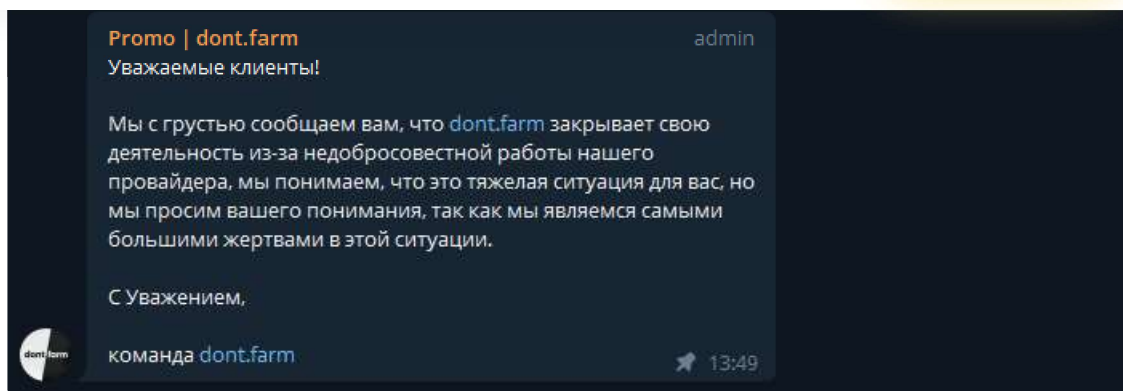 Promo | dont.farm admin
Уважаемые клиенты!
Мы с грустью сообщаем вам, что dont.farm закрывает свою
деятельность из-за недобросовестной работы нашего
провайдера, мы понимаем, что это тяжелая ситуация для вас, но
мы просим вашего понимания, так как мы являемся самыми
большими жертвами в этой ситуации.
С Уважением,
команда dont.farm
dont.farm
13:49